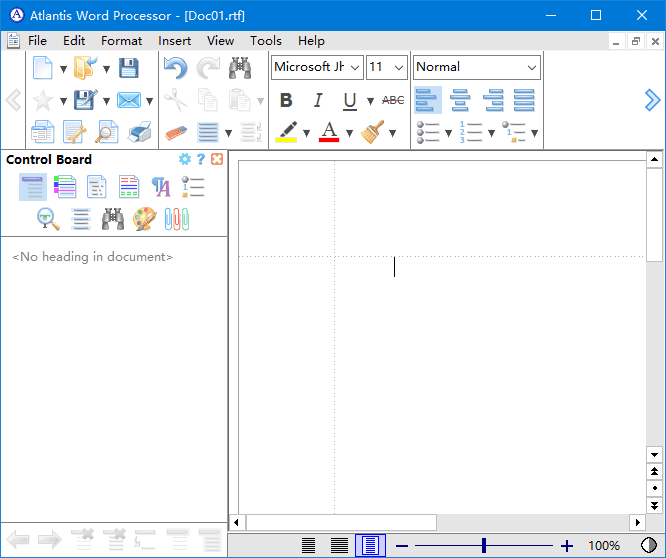 Atlantis Word Processor - [Doc01.rtf]
File Edit Format Insert View Tools Help
Microsoft Jh 11 Normal
B I U ABC
A
Control Board
<No heading in document>
100%